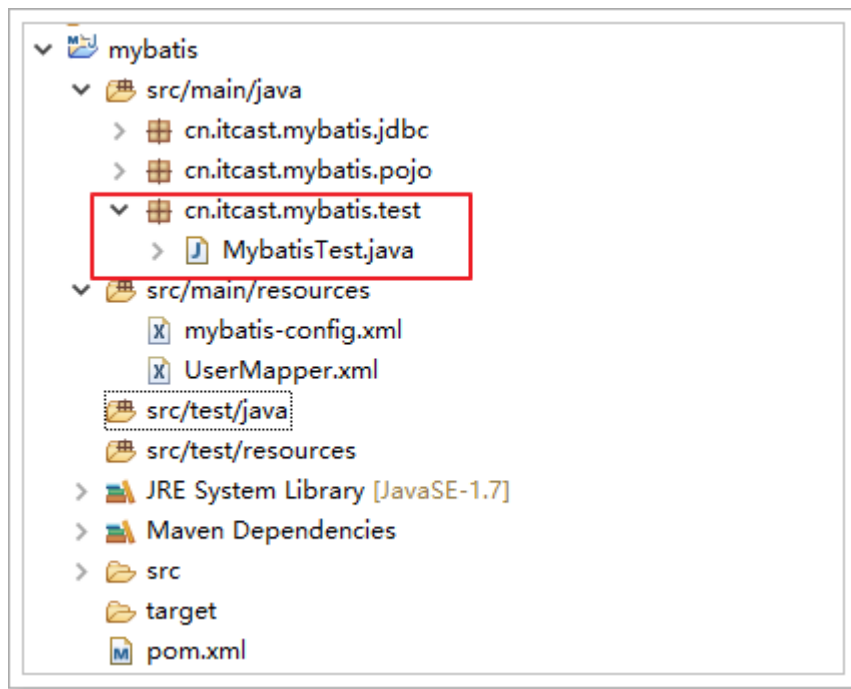 mybatis
src/main/java
cn.itcast.mybatis.jdbc
cn.itcast.mybatis.pojo
cn.itcast.mybatis.test
MybatisTest.java
src/main/resources
mybatis-config.xml
UserMapper.xml
src/test/java
src/test/resources
JRE System Library [JavaSE-1.7]
Maven Dependencies
src
target
pom.xml